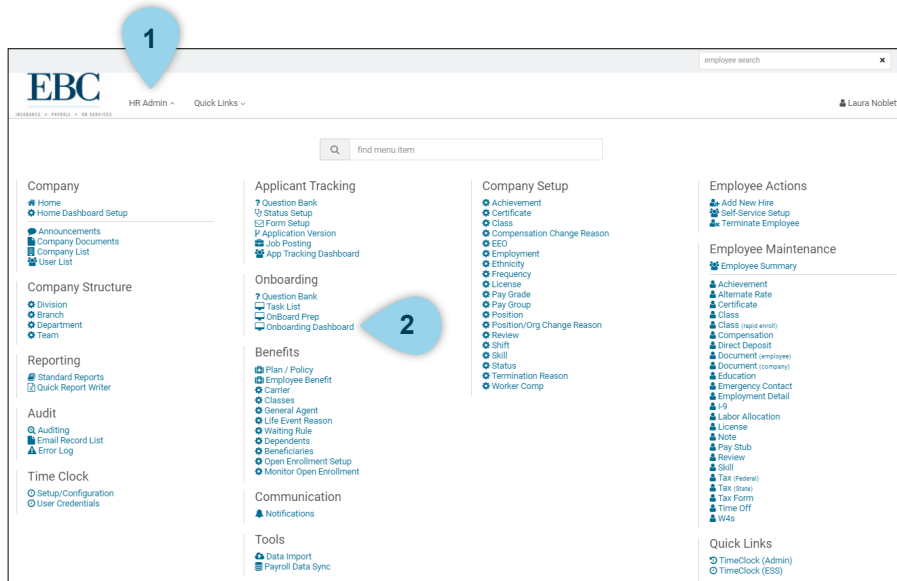 1
employee search
EBC
INSURANCE • PAYROLL • HR SERVICES
HR Admin
Quick Links
Laura Noblet
find menu item
Company
Home
Home Dashboard Setup
Announcements
Company Documents
Company List
User List
Company Structure
Division
Branch
Department
Team
Reporting
Standard Reports
Quick Report Writer
Audit
Auditing
Email Record List
Error Log
Time Clock
Setup/Configuration
User Credentials
Applicant Tracking
Question Bank
Status Setup
Form Setup
Application Version
Job Posting
App Tracking Dashboard
Onboarding
Question Bank
Task List
OnBoard Prep
Onboarding Dashboard
2
Benefits
Plan / Policy
Employee Benefit
Carrier
Classes
General Agent
Life Event Reason
Waiting Rule
Dependents
Beneficiaries
Open Enrollment Setup
Monitor Open Enrollment
Communication
Notifications
Tools
Data Import
Payroll Data Sync
Company Setup
Achievement
Certificate
Class
Compensation Change Reason
EEO
Employment
Ethnicity
Frequency
License
Pay Grade
Pay Group
Position
Position/Org Change Reason
Review
Shift
Skill
Status
Termination Reason
Worker Comp
Employee Actions
Add New Hire
Self-Service Setup
Terminate Employee
Employee Maintenance
Employee Summary
Achievement
Alternate Rate
Certificate
Class
Class (rapid enroll)
Compensation
Direct Deposit
Document (employee)
Document (company)
Education
Emergency Contact
Employment Detail
I-9
Labor Allocation
License
Note
Pay Stub
Review
Skill
Tax (Federal)
Tax (State)
Tax Form
Time Off
W4s
Quick Links
TimeClock (Admin)
TimeClock (ESS)